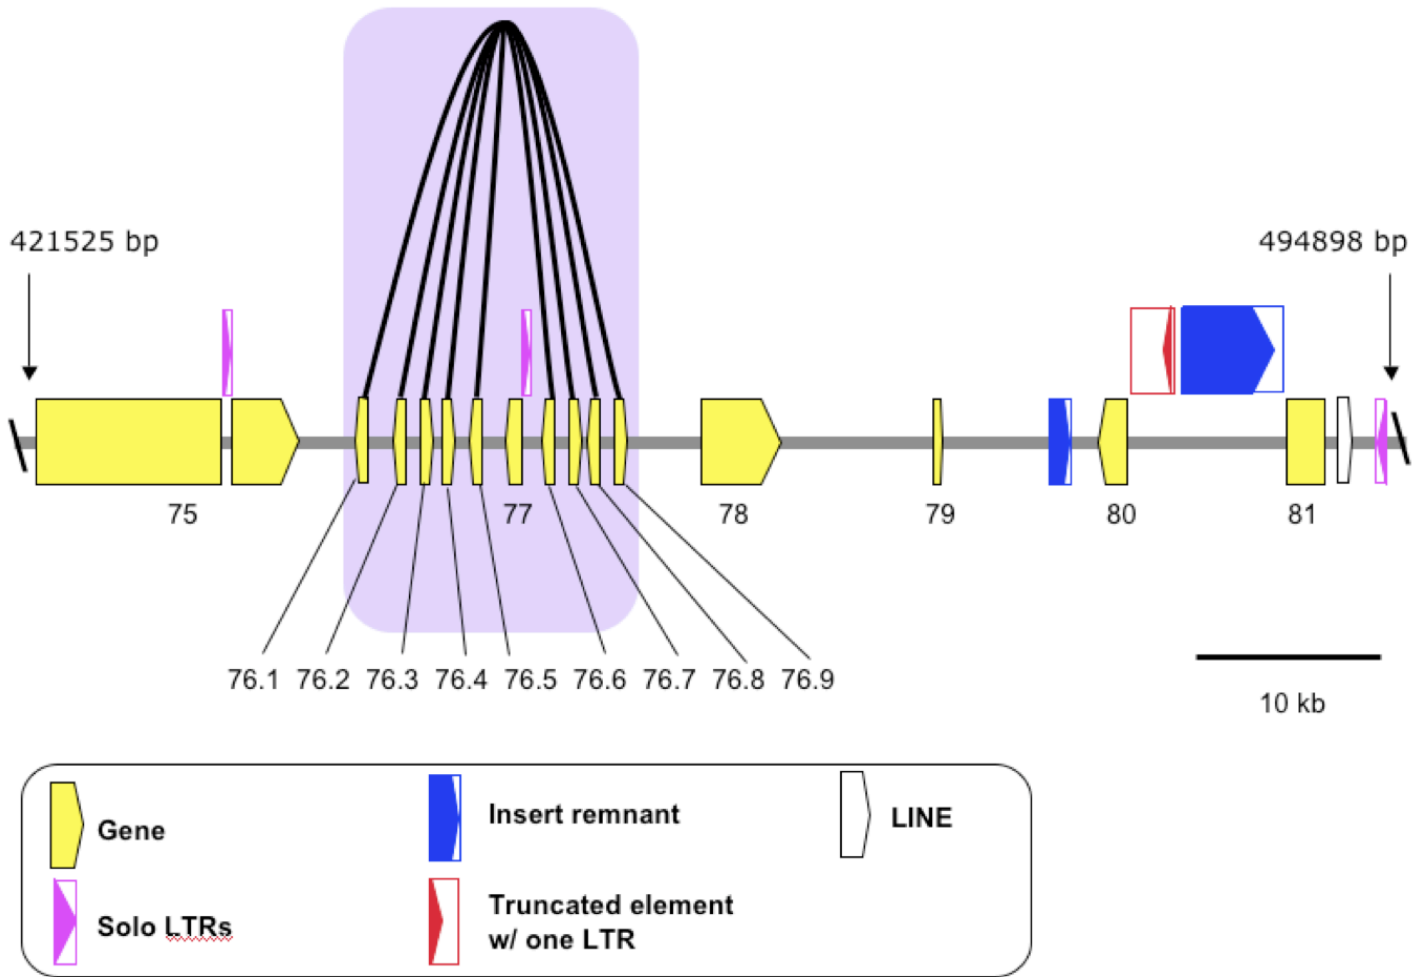 421525 bp
494898 bp
75
77
78
79
80
81
76.1
76.2
76.3
76.4
76.5
76.6
76.7
76.8
76.9
10 kb
Gene
Insert remnant
LINE
Solo LTRs
Truncated element
w/ one LTR